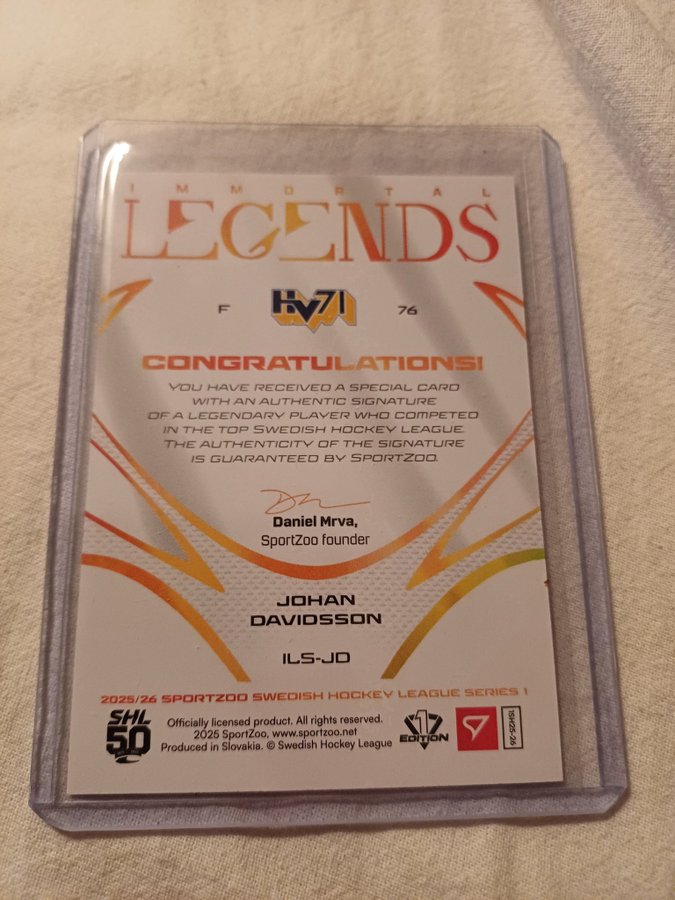 IMMORTAL
LEGENDS
F HV71 76
CONGRATULATIONS!
YOU HAVE RECEIVED A SPECIAL CARD
WITH AN AUTHENTIC SIGNATURE
OF A LEGENDARY PLAYER WHO COMPETED
IN THE TOP SWEDISH HOCKEY LEAGUE.
THE AUTHENTICITY OF THE SIGNATURE
IS GUARANTEED BY SPORTZOO.
Daniel Mrva,
SportZoo founder
JOHAN
DAVIDSSON
ILS-JD
2025/26 SPORTZOO SWEDISH HOCKEY LEAGUE SERIES 1
SHL
50
Officially licensed product. All rights reserved.
2025 SportZoo, www.sportzoo.net
Produced in Slovakia. © Swedish Hockey League
1
EDITION
1SH25-26